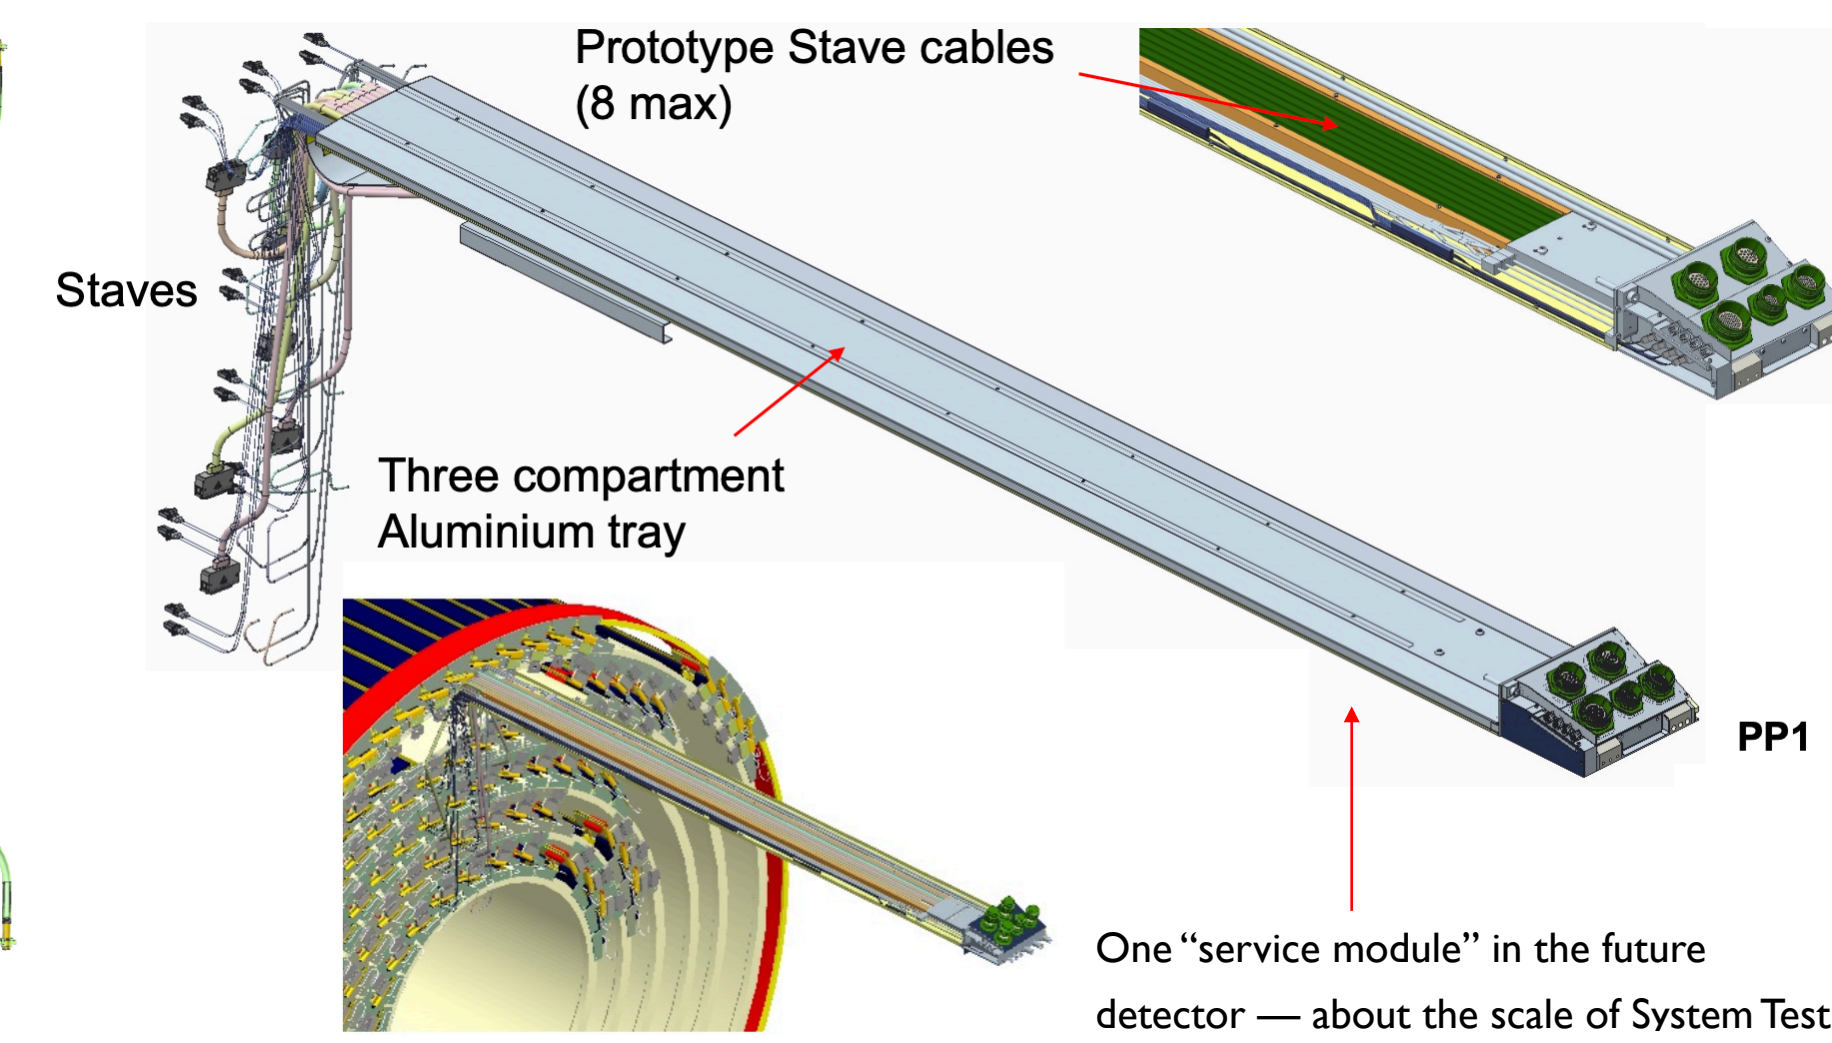 Prototype Stave cables
(8 max)
Staves
Three compartment
Aluminium tray
PP1
One “service module” in the future
detector — about the scale of System Test